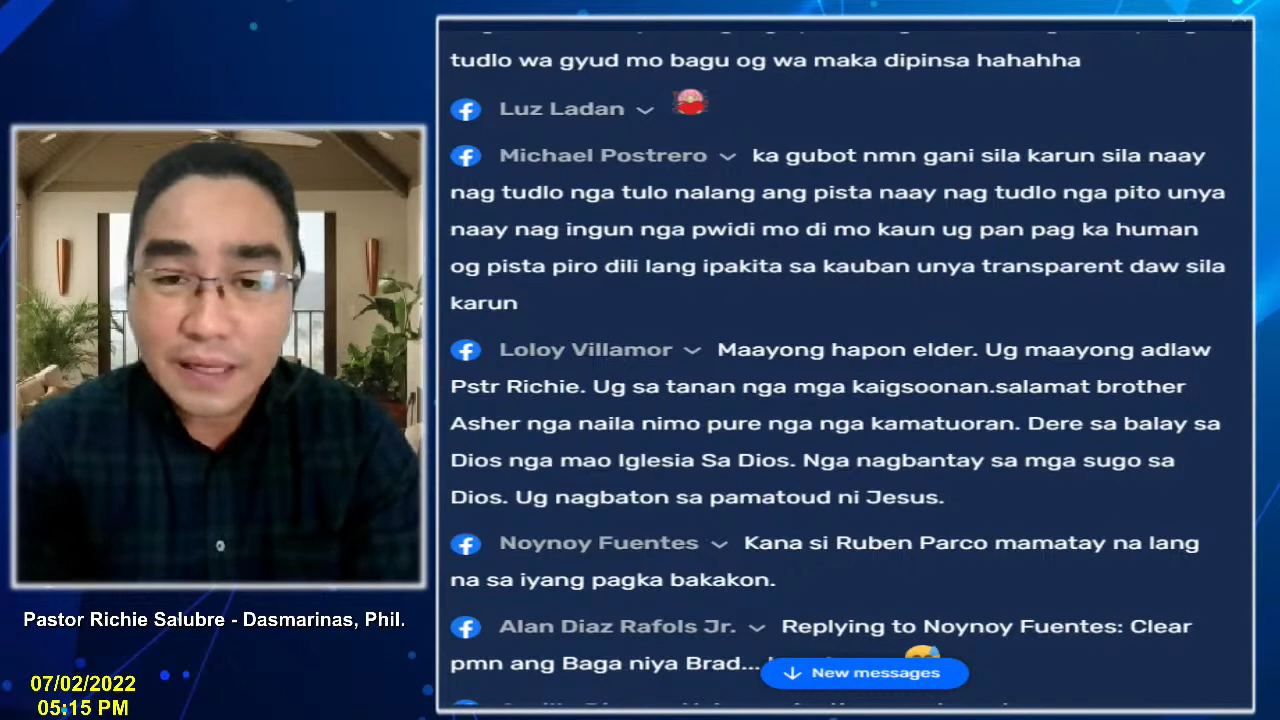 tudlo wa gyud mo bagu og wa maka dipinsa hahahha
Luz Ladan
Michael Postrero ka gubot nmn gani sila karun sila naay
nag tudlo nga tulo nalang ang pista naay nag tudlo nga pito unya
naay nag ingun nga pwidi mo di mo kaun ug pan pag ka human
og pista piro dili lang ipakita sa kauban unya transparent daw sila
karun
Loloy Villamor Maayong hapon elder. Ug maayong adlaw
Pstr Richie. Ug sa tanan nga mga kaigsoonan.salamat brother
Asher nga naila nimo pure nga nga kamatuoran. Dere sa balay sa
Dios nga mao Iglesia Sa Dios. Nga nagbantay sa mga sugo sa
Dios. Ug nagbaton sa pamatoud ni Jesus.
Noynoy Fuentes Kana si Ruben Parco mamatay na lang
na sa iyang pagka bakakon.
Alan Diaz Rafols Jr. Replying to Noynoy Fuentes: Clear
pmn ang Baga niya Brad...
New messages
Pastor Richie Salubre - Dasmarinas, Phil.
07/02/2022
05:15 PM